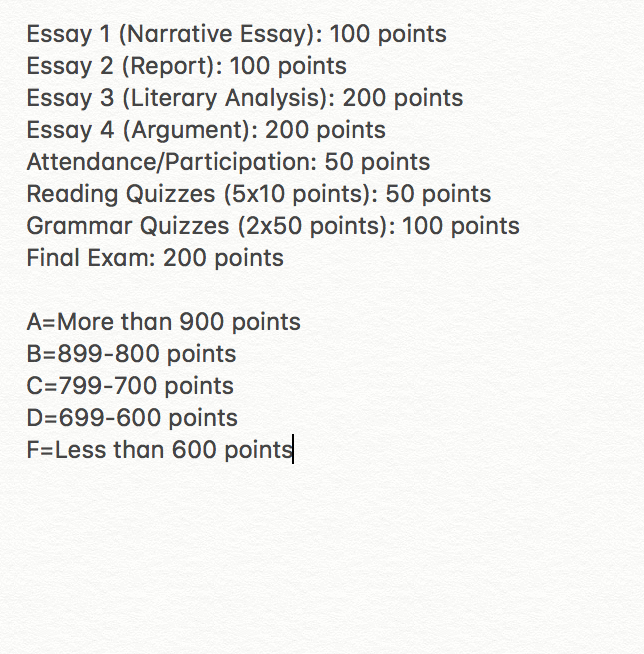 Essay 1 (Narrative Essay): 100 points
Essay 2 (Report): 100 points
Essay 3 (Literary Analysis): 200 points
Essay 4 (Argument): 200 points
Attendance/Participation: 50 points
Reading Quizzes (5x10 points): 50 points
Grammar Quizzes (2x50 points): 100 points
Final Exam: 200 points
A=More than 900 points
B=899-800 points
C=799-700 points
D=699-600 points
F=Less than 600 points